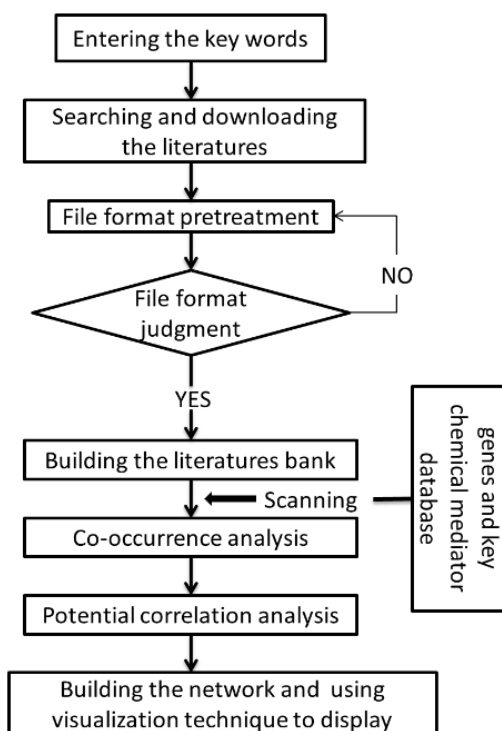 Entering the key words
Searching and downloading
the literatures
File format pretreatment
NO
File format
judgment
YES
genes and key
chemical mediator
database
Building the literatures bank
Scanning
Co-occurrence analysis
Potential correlation analysis
Building the network and using
visualization technique to display